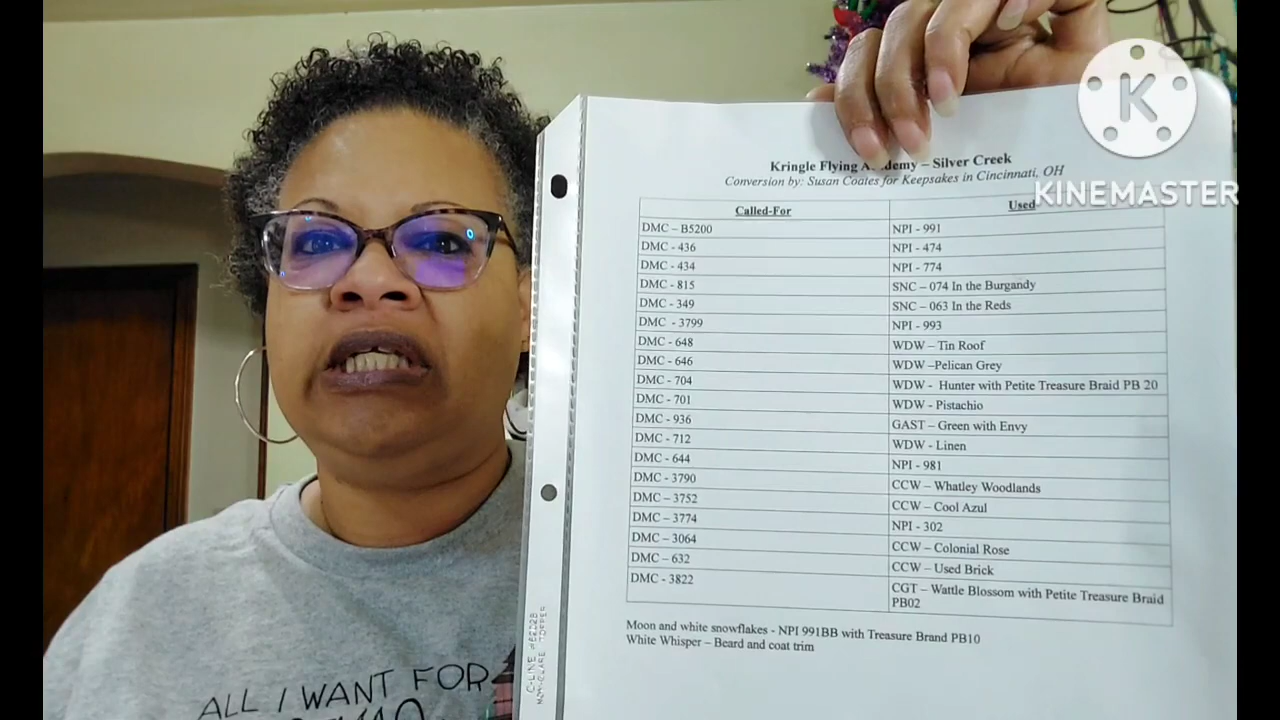 K
KINEMASTER
Kringle Flying Academy – Silver Creek
Conversion by: Susan Coates for Keepsakes in Cincinnati, OH
Called-For Used
DMC – B5200 NPI - 991
DMC - 436 NPI - 474
DMC - 434 NPI - 774
DMC - 815 SNC – 074 In the Burgandy
DMC - 349 SNC – 063 In the Reds
DMC - 3799 NPI - 993
DMC - 648 WDW – Tin Roof
DMC - 646 WDW –Pelican Grey
DMC - 704 WDW - Hunter with Petite Treasure Braid PB 20
DMC - 701 WDW - Pistachio
DMC - 936 GAST – Green with Envy
DMC - 712 WDW - Linen
DMC - 644 NPI - 981
DMC - 3790 CCW – Whatley Woodlands
DMC – 3752 CCW – Cool Azul
DMC – 3774 NPI - 302
DMC – 3064 CCW – Colonial Rose
DMC – 632 CCW – Used Brick
DMC - 3822 CGT – Wattle Blossom with Petite Treasure Braid
PB02
Moon and white snowflakes - NPI 991BB with Treasure Brand PB10
White Whisper – Beard and coat trim
ALL I WANT FOR